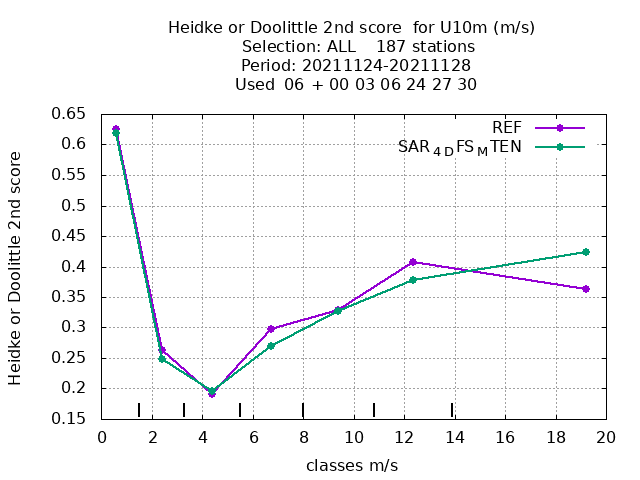 Heidke or Doolittle 2nd score  for U10m (m/s)
Selection: ALL    187 stations
Period: 20211124-20211128
Used  06  + 00 03 06 24 27 30
REF
SAR4DFSMTEN
0.65
0.6
0.55
0.5
0.45
0.4
0.35
0.3
0.25
0.2
0.15
Heidke or Doolittle 2nd score
0 2 4 6 8 10 12 14 16 18 20
classes m/s